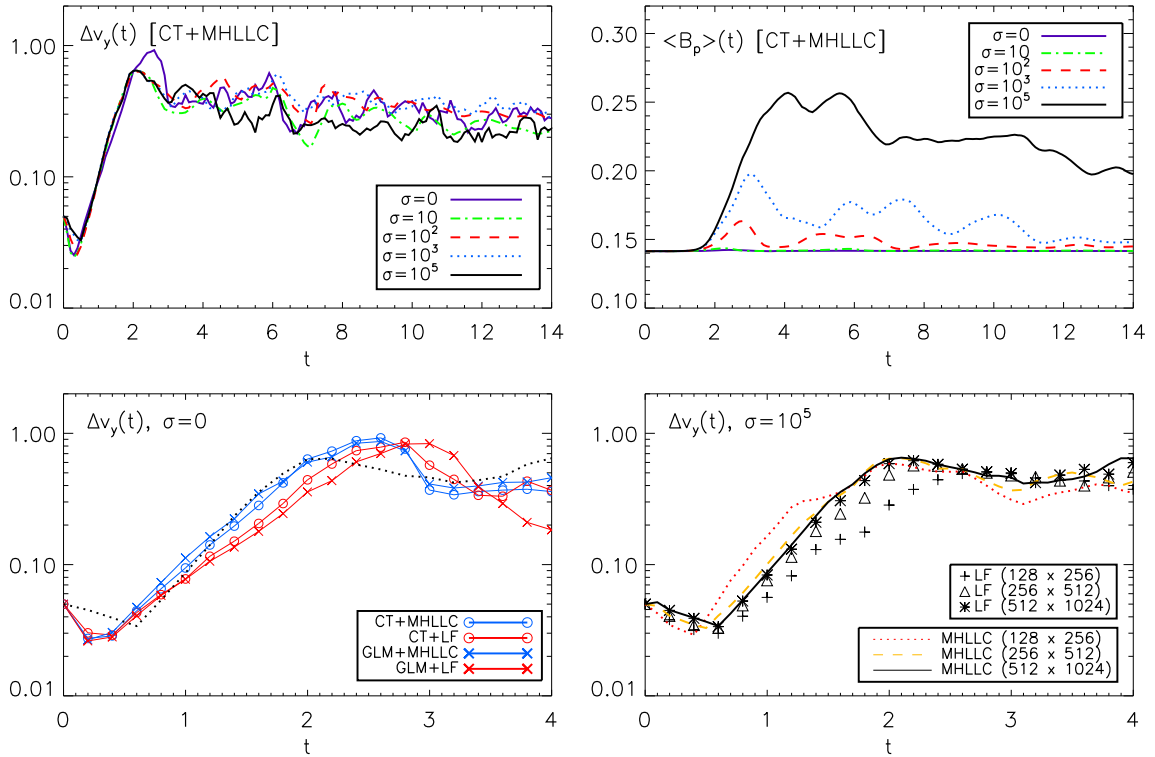 Δv_y(t) [CT+MHLLC]
1.00
0.10
0.01
σ=0
σ=10
σ=10²
σ=10³
σ=10⁵
0 2 4 6 8 10 12 14
t
<B_p>(t) [CT+MHLLC]
0.30
0.25
0.20
0.15
0.10
σ=0
σ=10
σ=10²
σ=10³
σ=10⁵
0 2 4 6 8 10 12 14
t
Δv_y(t), σ=0
1.00
0.10
0.01
CT+MHLLC
CT+LF
GLM+MHLLC
GLM+LF
0 1 2 3 4
t
Δv_y(t), σ=10⁵
1.00
0.10
0.01
LF (128 x 256)
LF (256 x 512)
LF (512 x 1024)
MHLLC (128 x 256)
MHLLC (256 x 512)
MHLLC (512 x 1024)
0 1 2 3 4
t